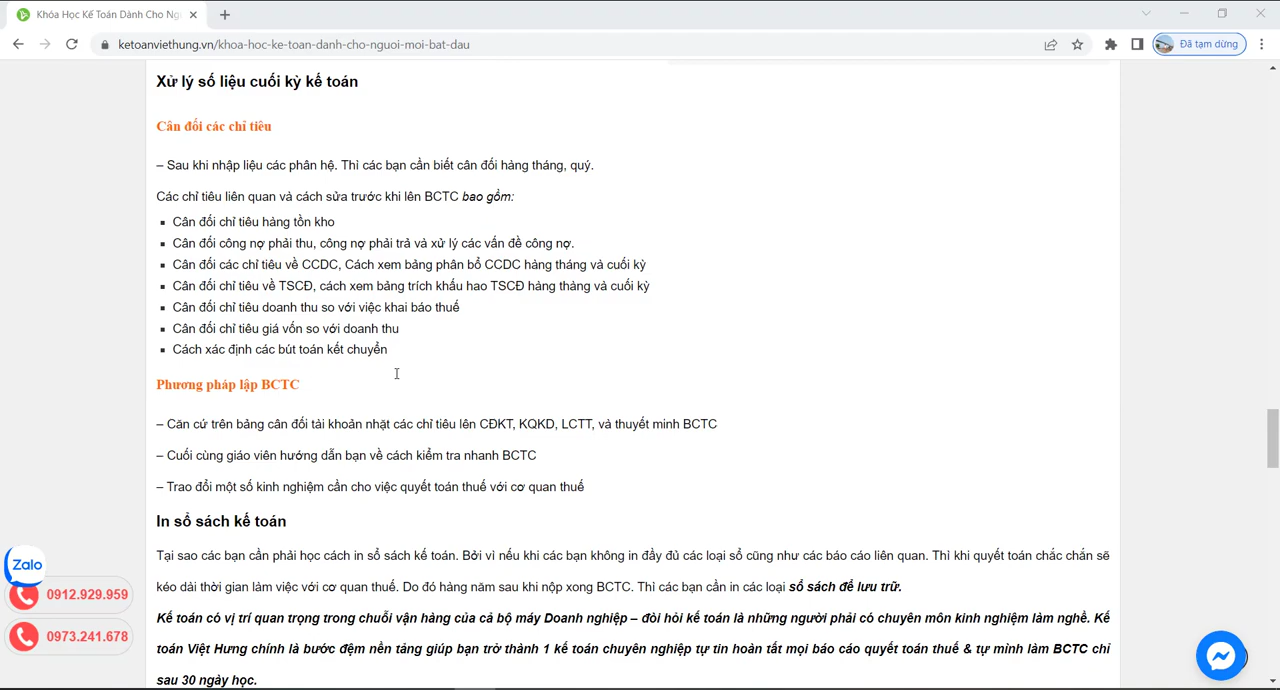 Khóa Học Kế Toán Dành Cho Ng
ketoanviethung.vn/khoa-hoc-ke-toan-danh-cho-nguoi-moi-bat-dau
Đã tạm dừng
Xử lý số liệu cuối kỳ kế toán
Cân đối các chỉ tiêu
– Sau khi nhập liệu các phân hệ. Thì các bạn cần biết cân đối hàng tháng, quý.
Các chỉ tiêu liên quan và cách sửa trước khi lên BCTC bao gồm:
▪ Cân đối chỉ tiêu hàng tồn kho
▪ Cân đối công nợ phải thu, công nợ phải trả và xử lý các vấn đề công nợ.
▪ Cân đối các chỉ tiêu về CCDC, Cách xem bảng phân bổ CCDC hàng tháng và cuối kỳ
▪ Cân đối chỉ tiêu về TSCĐ, cách xem bảng trích khấu hao TSCĐ hàng tháng và cuối kỳ
▪ Cân đối chỉ tiêu doanh thu so với việc khai báo thuế
▪ Cân đối chỉ tiêu giá vốn so với doanh thu
▪ Cách xác định các bút toán kết chuyển
Phương pháp lập BCTC
– Căn cứ trên bảng cân đối tài khoản nhặt các chỉ tiêu lên CĐKT, KQKD, LCTT, và thuyết minh BCTC
– Cuối cùng giáo viên hướng dẫn bạn về cách kiểm tra nhanh BCTC
– Trao đổi một số kinh nghiệm cần cho việc quyết toán thuế với cơ quan thuế
In sổ sách kế toán
Tại sao các bạn cần phải học cách in sổ sách kế toán. Bởi vì nếu khi các bạn không in đầy đủ các loại sổ cũng như các báo cáo liên quan. Thì khi quyết toán chắc chắn sẽ
kéo dài thời gian làm việc với cơ quan thuế. Do đó hàng năm sau khi nộp xong BCTC. Thì các bạn cần in các loại sổ sách để lưu trữ.
Kế toán có vị trí quan trọng trong chuỗi vận hàng của cả bộ máy Doanh nghiệp – đòi hỏi kế toán là những người phải có chuyên môn kinh nghiệm làm nghề. Kế
toán Việt Hưng chính là bước đệm nền tảng giúp bạn trở thành 1 kế toán chuyên nghiệp tự tin hoàn tất mọi báo cáo quyết toán thuế & tự mình làm BCTC chỉ
sau 30 ngày học.
Zalo
0912.929.959
0973.241.678